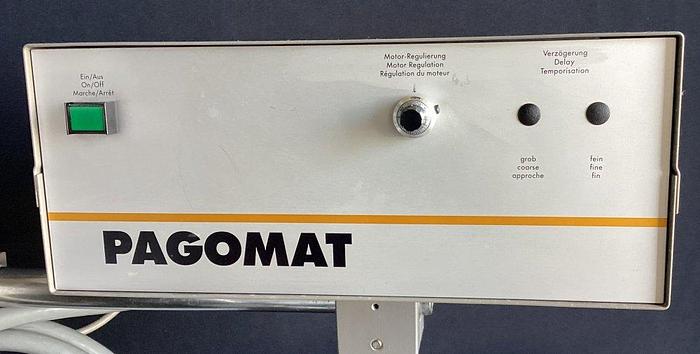 Ein/Aus
On/Off
Marche/Arrêt
Motor-Regulierung
Motor Regulation
Régulation du moteur
Verzögerung
Delay
Temporisation
grob
coarse
approche
fein
fine
fin
PAGOMAT